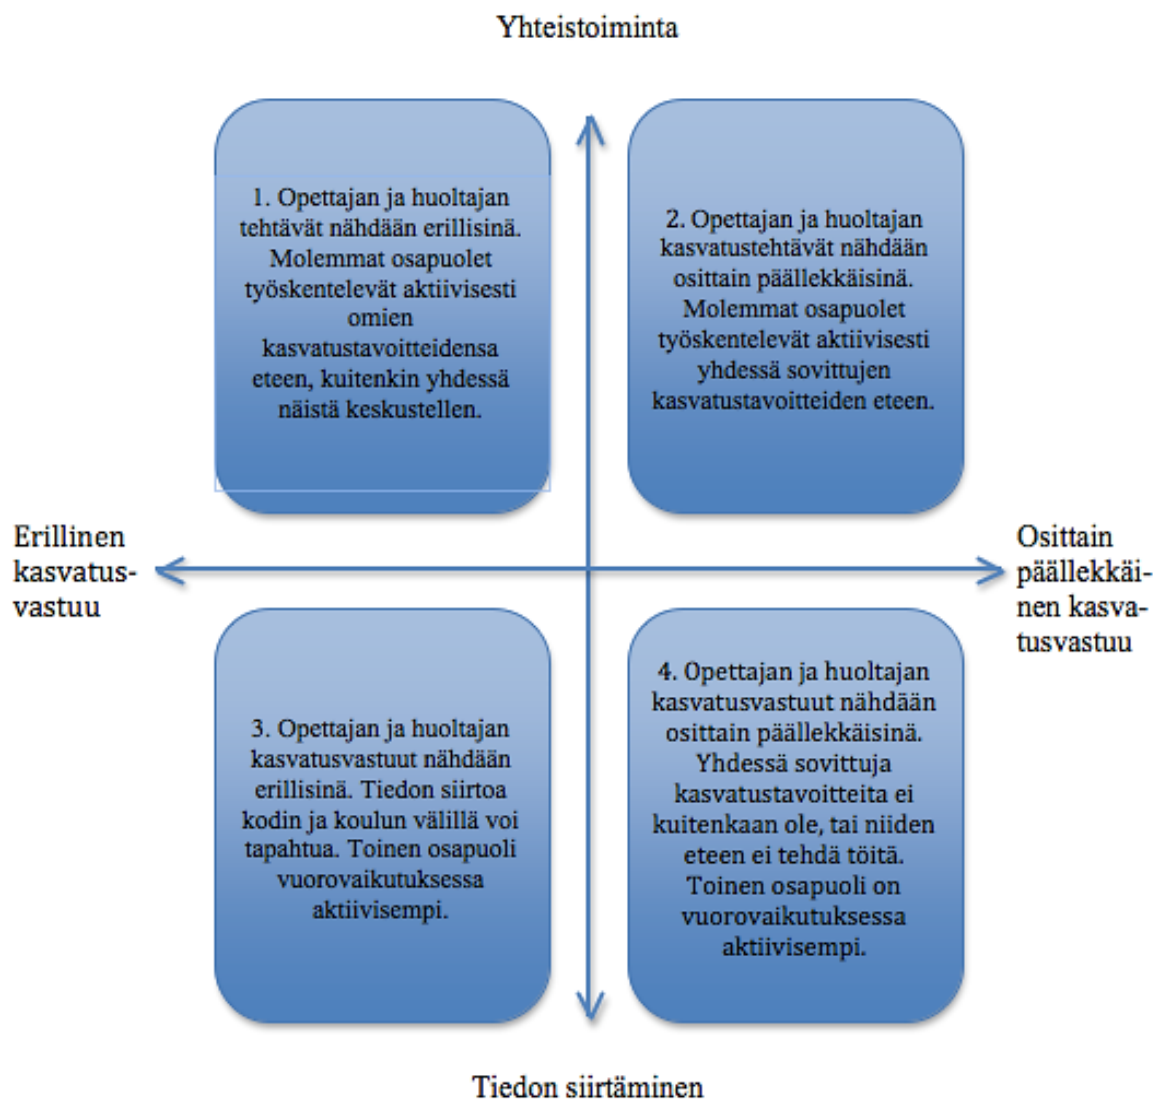 Yhteistoiminta
1. Opettajan ja huoltajan
tehtävät nähdään erillisinä.
Molemmat osapuolet
työskentelevät aktiivisesti
omien
kasvatustavoitteidensa
eteen, kuitenkin yhdessä
näistä keskustellen.
2. Opettajan ja huoltajan
kasvatustehtävät nähdään
osittain päällekkäisinä.
Molemmat osapuolet
työskentelevät aktiivisesti
yhdessä sovittujen
kasvatustavoitteiden eteen.
Erillinen
kasvatus-
vastuu
Osittain
päällekkäi-
nen kasva-
tusvastuu
3. Opettajan ja huoltajan
kasvatusvastuut nähdään
erillisinä. Tiedon siirtoa
kodin ja koulun välillä voi
tapahtua. Toinen osapuoli
vuorovaikutuksessa
aktiivisempi.
4. Opettajan ja huoltajan
kasvatusvastuut nähdään
osittain päällekkäisinä.
Yhdessä sovittuja
kasvatustavoitteita ei
kuitenkaan ole, tai niiden
eteen ei tehdä töitä.
Toinen osapuoli on
vuorovaikutuksessa
aktiivisempi.
Tiedon siirtäminen